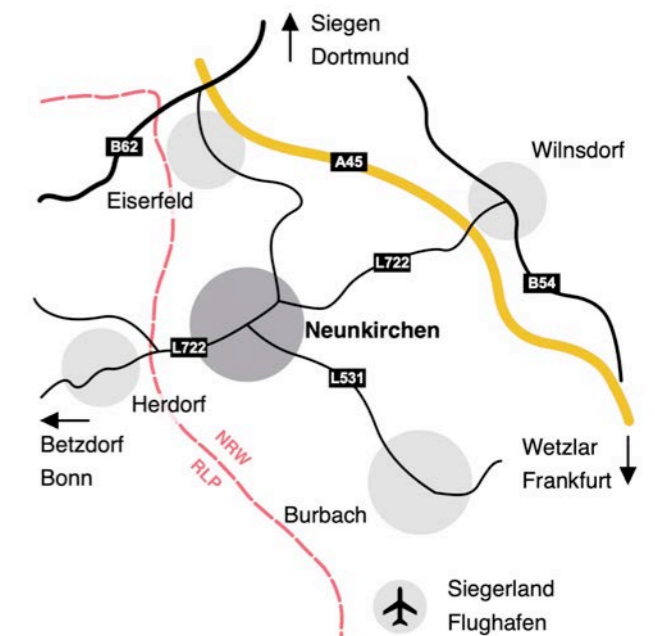 Siegen
Dortmund
B62
A45
Wilnsdorf
Eiserfeld
L722
B54
Neunkirchen
L722
L531
Herdorf
Betzdorf
Bonn
NRW
RLP
Wetzlar
Frankfurt
Burbach
Siegerland
Flughafen